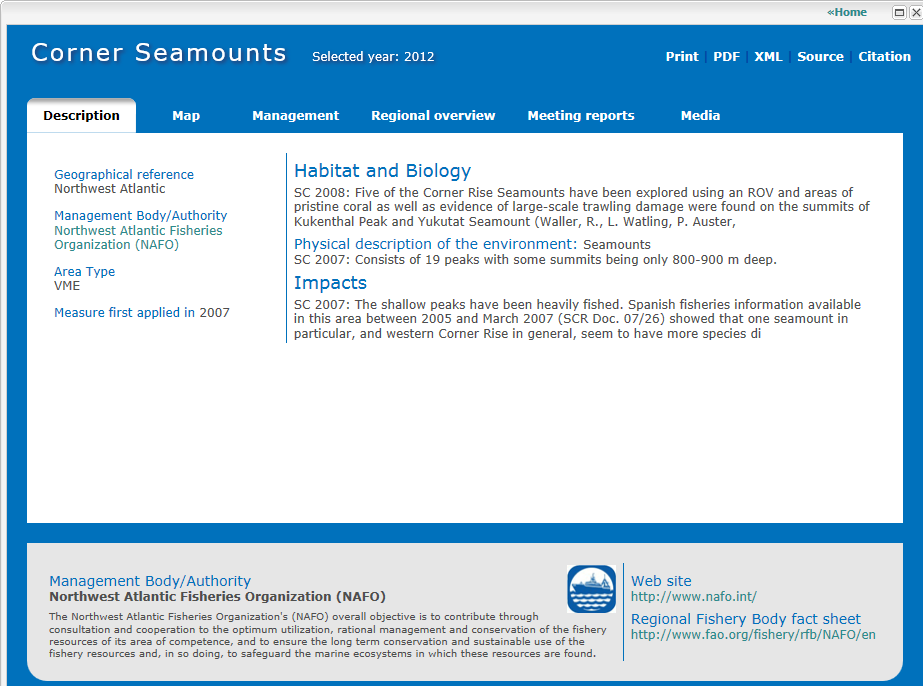 «Home
Corner Seamounts
Selected year: 2012
Print | PDF | XML | Source | Citation
Description
Map
Management
Regional overview
Meeting reports
Media
Geographical reference
Northwest Atlantic
Management Body/Authority
Northwest Atlantic Fisheries
Organization (NAFO)
Area Type
VME
Measure first applied in 2007
Habitat and Biology
SC 2008: Five of the Corner Rise Seamounts have been explored using an ROV and areas of
pristine coral as well as evidence of large-scale trawling damage were found on the summits of
Kukenthal Peak and Yukutat Seamount (Waller, R., L. Watling, P. Auster,
Physical description of the environment: Seamounts
SC 2007: Consists of 19 peaks with some summits being only 800-900 m deep.
Impacts
SC 2007: The shallow peaks have been heavily fished. Spanish fisheries information available
in this area between 2005 and March 2007 (SCR Doc. 07/26) showed that one seamount in
particular, and western Corner Rise in general, seem to have more species di
Management Body/Authority
Northwest Atlantic Fisheries Organization (NAFO)
The Northwest Atlantic Fisheries Organization's (NAFO) overall objective is to contribute through
consultation and cooperation to the optimum utilization, rational management and conservation of the fishery
resources of its area of competence, and to ensure the long term conservation and sustainable use of the
fishery resources and, in so doing, to safeguard the marine ecosystems in which these resources are found.
Web site
http://www.nafo.int/
Regional Fishery Body fact sheet
http://www.fao.org/fishery/rfb/NAFO/en